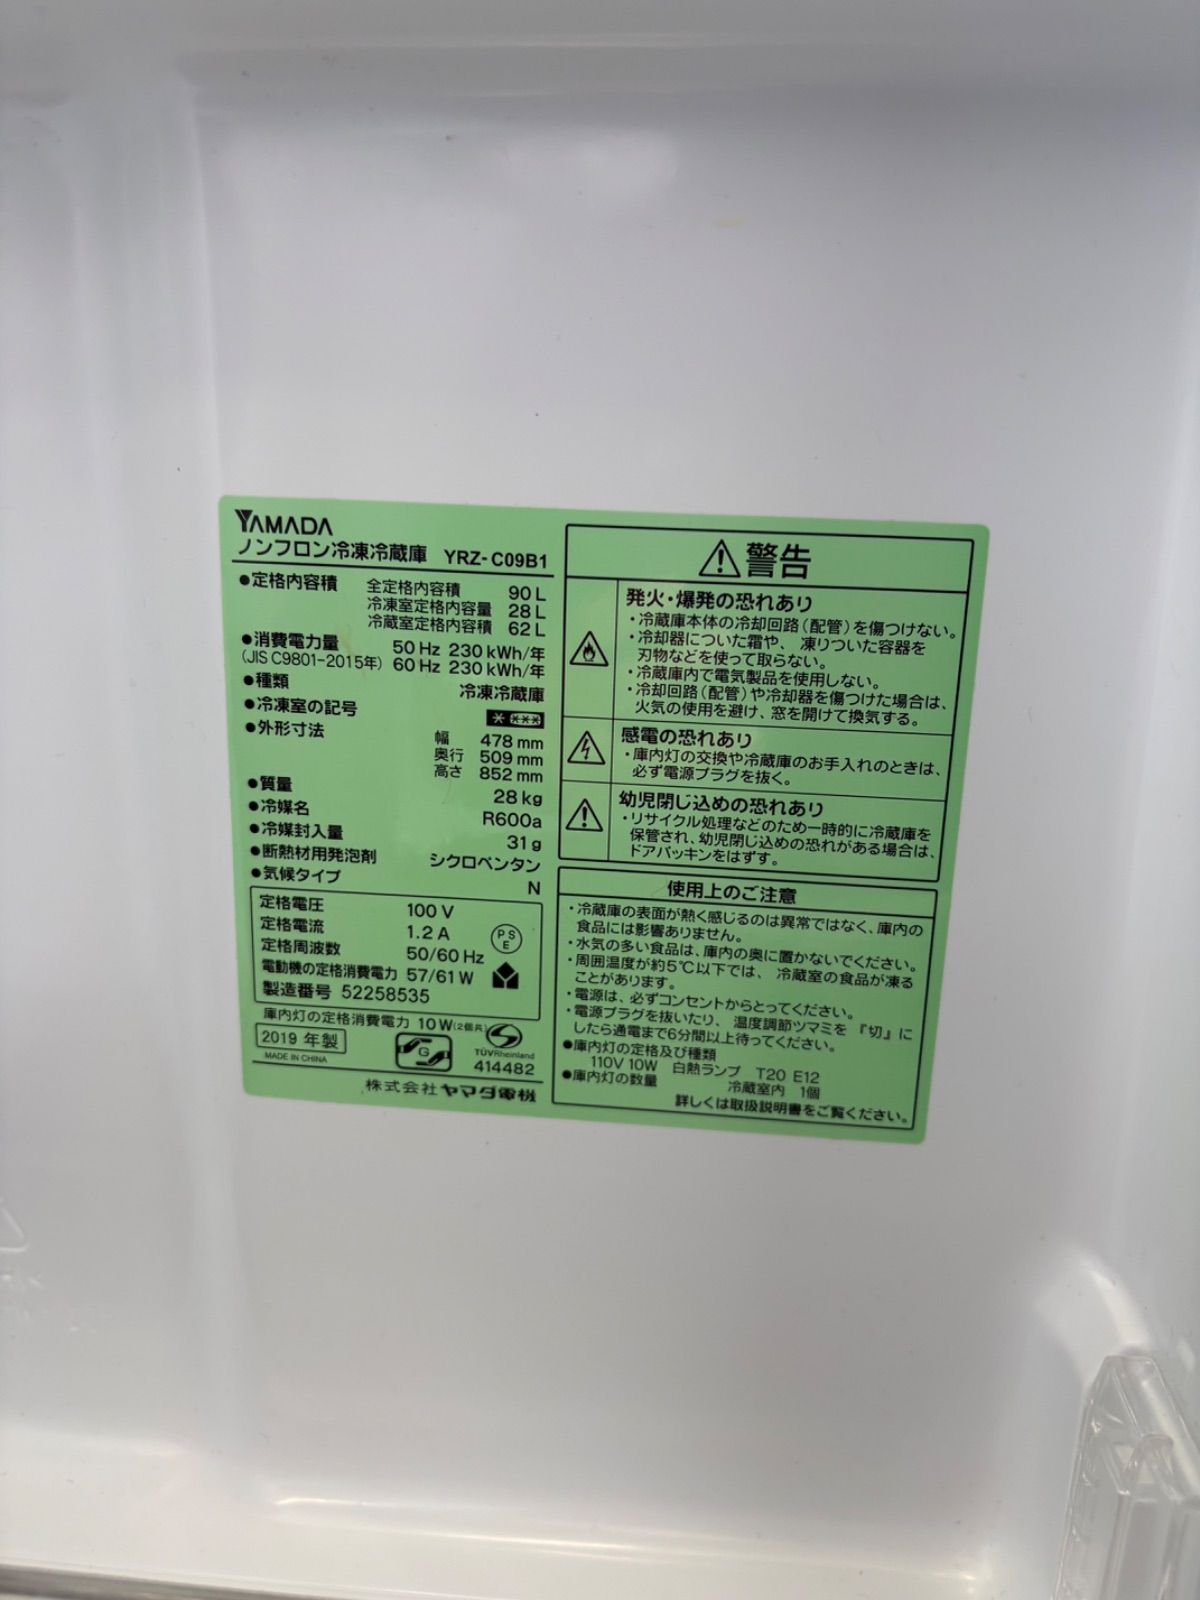 YAMADA
ノンフロン冷凍冷蔵庫 YRZ-C09B1
●定格内容積 全定格内容積 90 L
冷凍室定格内容量 28 L
冷蔵室定格内容積 62 L
●消費電力量 50 Hz 230 kWh/年
(JIS C9801-2015年) 60 Hz 230 kWh/年
●種類 冷凍冷蔵庫
●冷凍室の記号
●外形寸法 幅 478 mm
奥行 509 mm
高さ 852 mm
●質量 28 kg
●冷媒名 R600a
●冷媒封入量 31 g
●断熱材用発泡剤 シクロペンタン
●気候タイプ N
定格電圧 100 V
定格電流 1.2 A
定格周波数 50/60 Hz
電動機の定格消費電力 57/61 W
製造番号 52258535
PS
E
庫内灯の定格消費電力 10 W(2個共)
2019 年製
MADE IN CHINA
G
TÜVRheinland
414482
株式会社 ヤマダ電機
警告
発火・爆発の恐れあり
・冷蔵庫本体の冷却回路(配管)を傷つけない。
・冷却器についた霜や、凍りついた容器を
刃物などを使って取らない。
・冷蔵庫内で電気製品を使用しない。
・冷却回路(配管)や冷却器を傷つけた場合は、
火気の使用を避け、窓を開けて換気する。
感電の恐れあり
・庫内灯の交換や冷蔵庫のお手入れのときは、
必ず電源プラグを抜く。
幼児閉じ込めの恐れあり
・リサイクル処理などのため一時的に冷蔵庫を
保管され、幼児閉じ込めの恐れがある場合は、
ドアパッキンをはずす。
使用上のご注意
・冷蔵庫の表面が熱く感じるのは異常ではなく、庫内の
食品には影響ありません。
・水気の多い食品は、庫内の奥に置かないでください。
・周囲温度が約5℃以下では、冷蔵室の食品が凍る
ことがあります。
・電源は、必ずコンセントからとってください。
・電源プラグを抜いたり、温度調節ツマミを『切』に
したら通電まで6分間以上待ってください。
●庫内灯の定格及び種類
110V 10W 白熱ランプ T20 E12
●庫内灯の数量 冷蔵室内 1個
詳しくは取扱説明書をご覧ください。